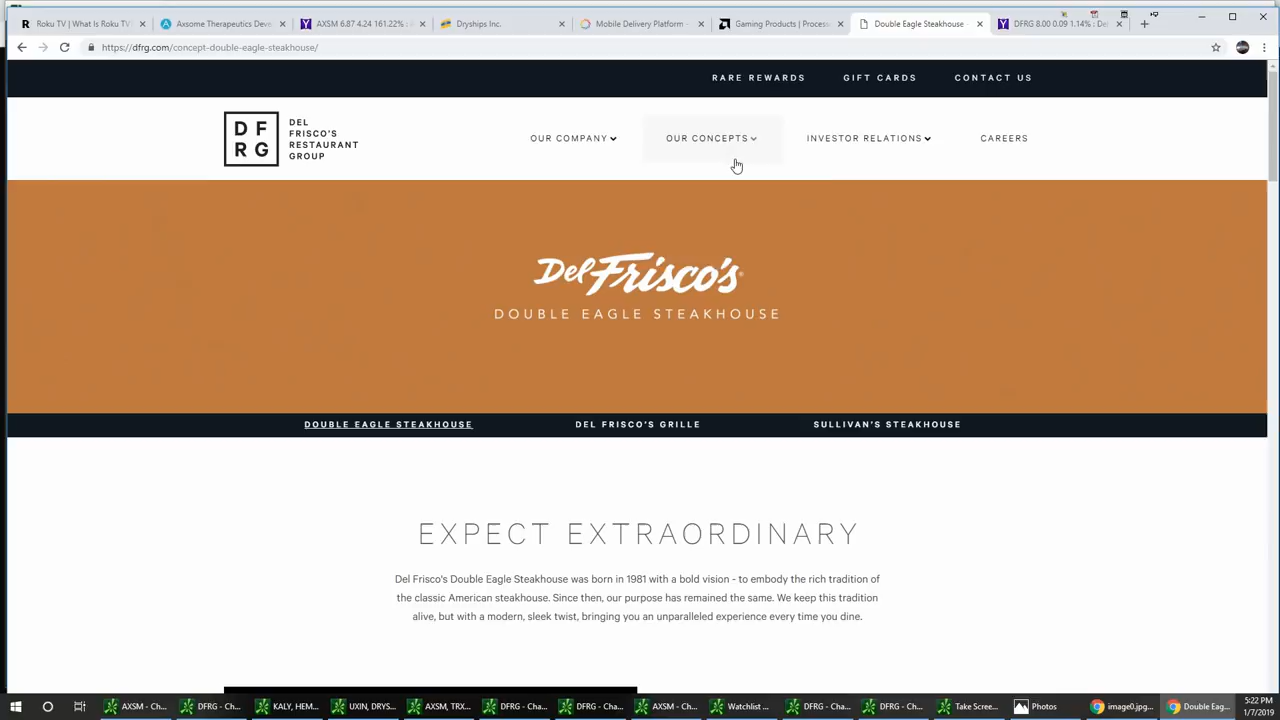 Roku TV | What Is Roku TV
Axsome Therapeutics Deve
AXSM 6.87 4.24 161.22% : A
Dryships Inc.
Mobile Delivery Platform -
Gaming Products | Procession
Double Eagle Steakhouse
DFRG 8.00 0.09 1.14% : Del
https://dfrg.com/concept-double-eagle-steakhouse/
RARE REWARDS GIFT CARDS CONTACT US
DF
RG
DEL
FRISCO'S
RESTAURANT
GROUP
OUR COMPANY OUR CONCEPTS INVESTOR RELATIONS CAREERS
Del Frisco's®
DOUBLE EAGLE STEAKHOUSE
DOUBLE EAGLE STEAKHOUSE DEL FRISCO'S GRILLE SULLIVAN'S STEAKHOUSE
EXPECT EXTRAORDINARY
Del Frisco's Double Eagle Steakhouse was born in 1981 with a bold vision - to embody the rich tradition of
the classic American steakhouse. Since then, our purpose has remained the same. We keep this tradition
alive, but with a modern, sleek twist, bringing you an unparalleled experience every time you dine.
AXSM - Cha... DFRG - Cha... KALY, HEM... UXIN, DRYS... AXSM, TRX... DFRG - Cha... DFRG - Cha... AXSM - Cha... Watchlist ... DFRG - Cha... DFRG - Cha... Take Scree... Photos image0.jpg... Double Eag...
5:22 PM
1/7/2019